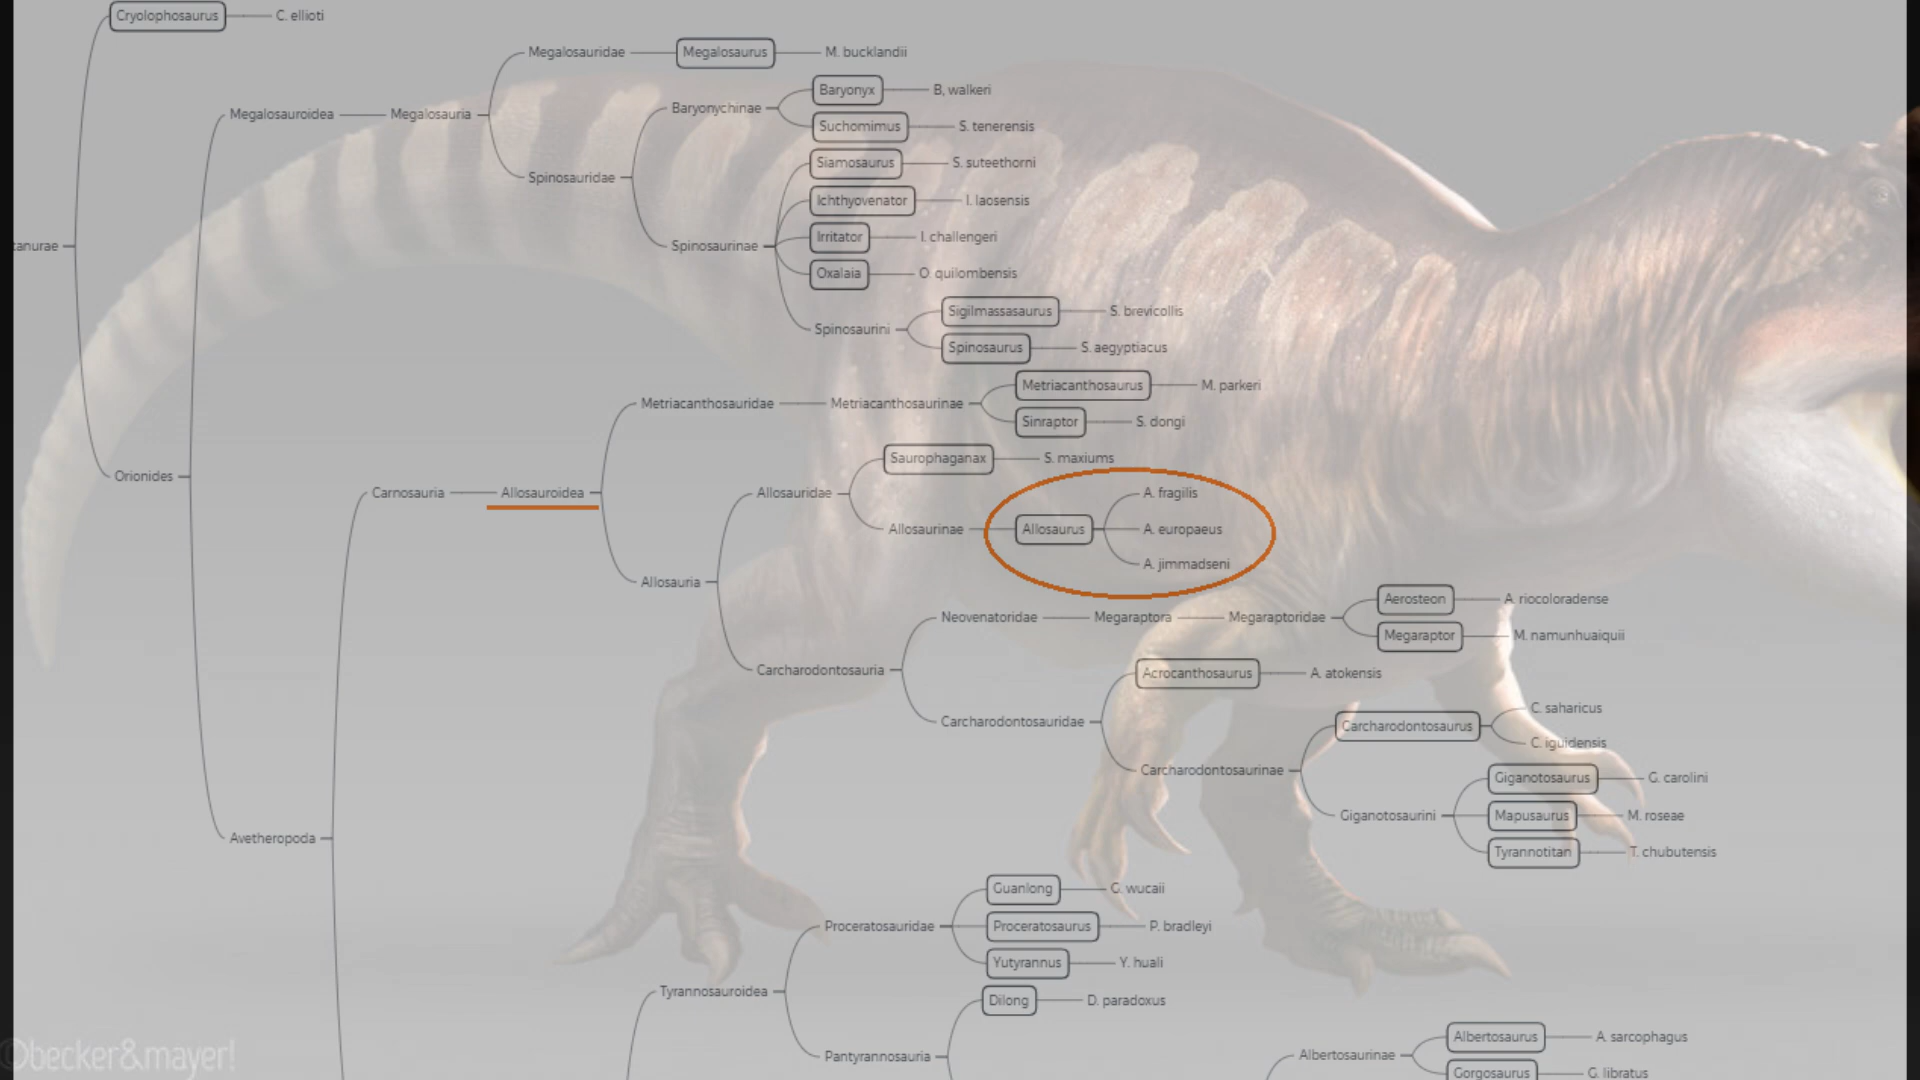 Cryolophosaurus C. ellioti
Megalosauridae Megalosaurus M. bucklandii
Baryonyx B, walkeri
Baryonychinae
Megalosauroidea Megalosauria
Suchomimus S. tenerensis
Siamosaurus S. suteethorni
Spinosauridae
Ichthyovenator I. laosensis
Irritator I. challengeri
tanurae Spinosaurinae
Oxalaia O. quilombensis
Sigilmassasaurus S. brevicollis
Spinosaurini
Spinosaurus S. aegyptiacus
Metriacanthosaurus M. parkeri
Metriacanthosauridae Metriacanthosaurinae
Sinraptor S. dongi
Saurophaganax S. maxiums
Orionides
Carnosauria Allosauroidea Allosauridae A. fragilis
Allosaurinae Allosaurus A. europaeus
A. jimmadseni
Allosauria
Aerosteon A. riocoloradense
Neovenatoridae Megaraptora Megaraptoridae
Megaraptor M. namunhuaiquii
Carcharodontosauria Acrocanthosaurus A. atokensis
C. saharicus
Carcharodontosauridae Carcharodontosaurus
C. iguidensis
Carcharodontosaurinae Giganotosaurus G. carolini
Giganotosaurini Mapusaurus M. roseae
Avetheropoda
Tyrannotitan T. chubutensis
Guanlong G. wucaii
Proceratosauridae Proceratosaurus P. bradleyi
Yutyrannus Y. huali
Tyrannosauroidea Dilong D. paradoxus
Albertosaurus A. sarcophagus
©becker&mayer! Pantyrannosauria Albertosaurinae
Gorgosaurus G. libratus